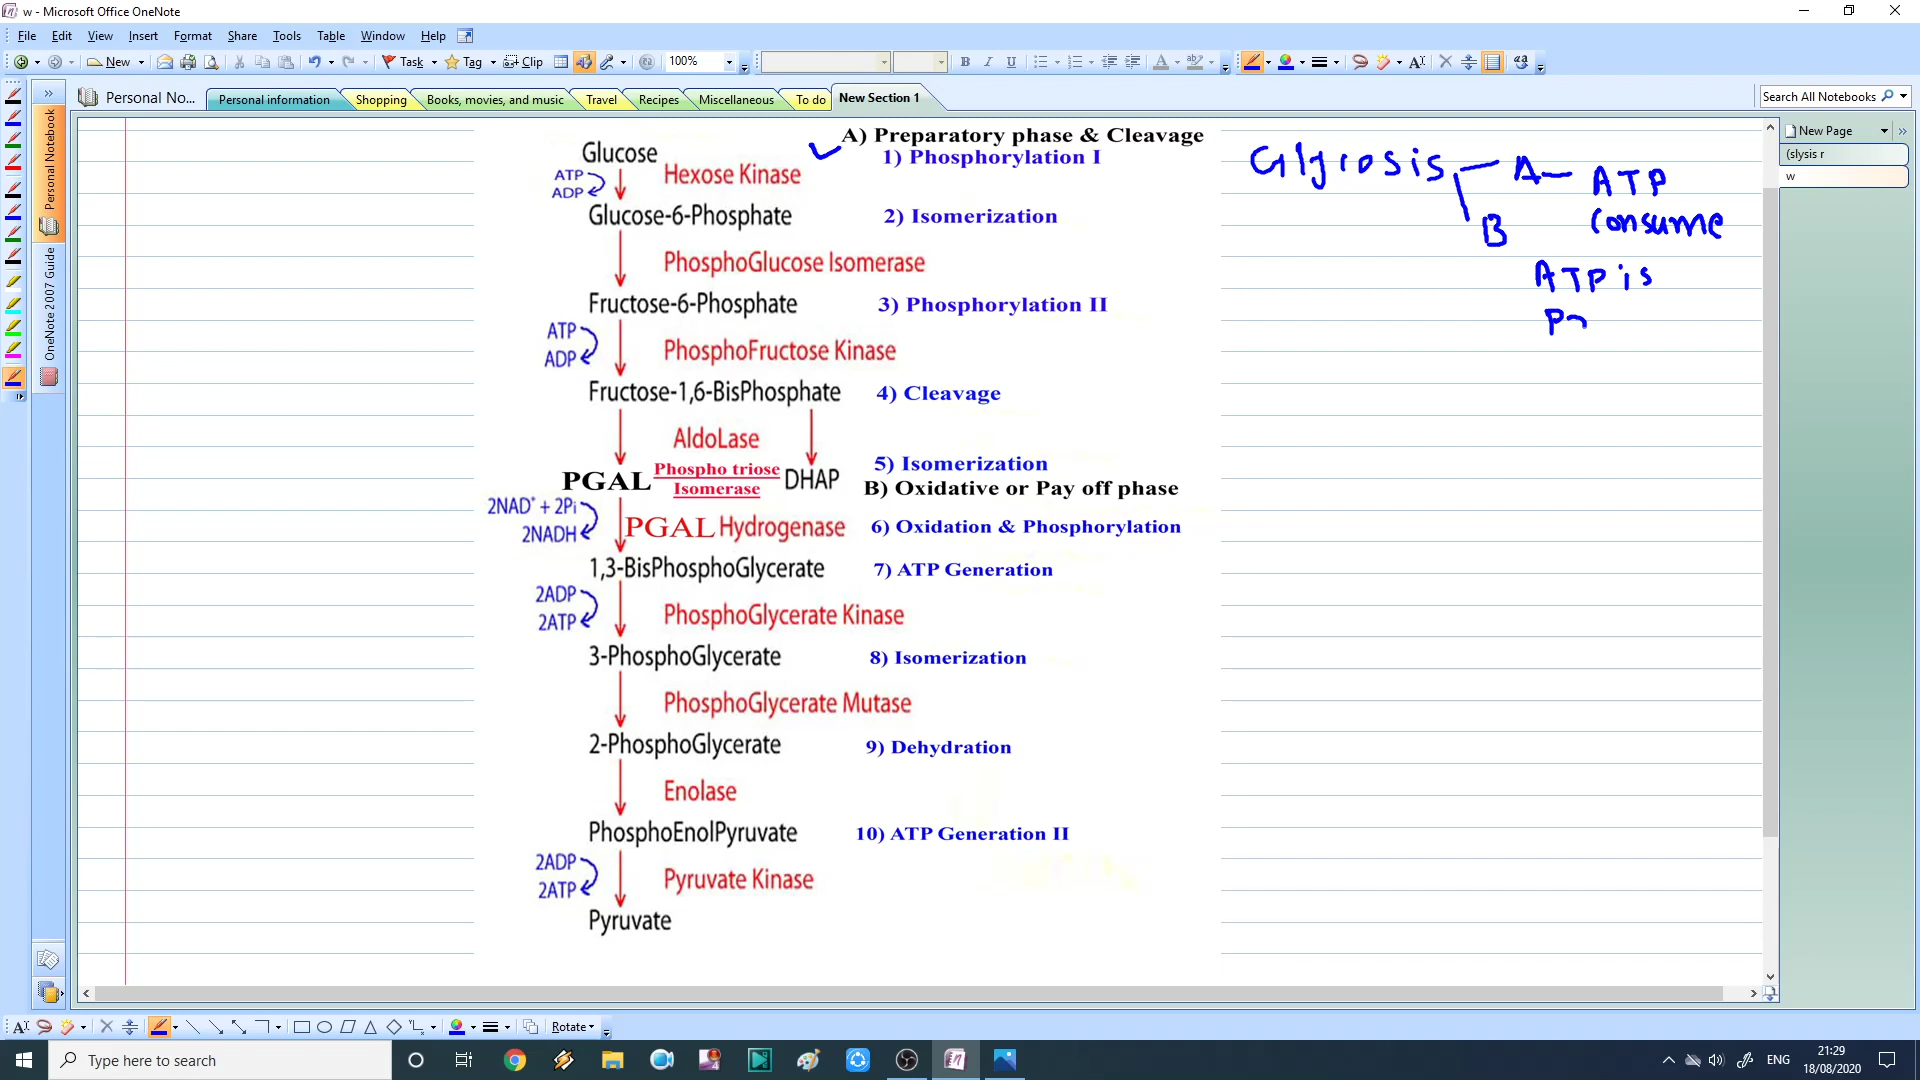 w - Microsoft Office OneNote
File Edit View Insert Format Share Tools Table Window Help
New Task Tag Clip 100%
Personal No... Personal information Shopping Books, movies, and music Travel Recipes Miscellaneous To do New Section 1 Search All Notebooks
Personal Notebook
OneNote 2007 Guide
New Page
(slysis r
w
A) Preparatory phase & Cleavage
Glucose
1) Phosphorylation I
ATP
ADP
Hexose Kinase
Glucose-6-Phosphate 2) Isomerization
PhosphoGlucose Isomerase
Fructose-6-Phosphate 3) Phosphorylation II
ATP
ADP
PhosphoFructose Kinase
Fructose-1,6-BisPhosphate 4) Cleavage
AldoLase
5) Isomerization
PGAL Phospho triose Isomerase DHAP
B) Oxidative or Pay off phase
2NAD⁺ + 2Pi
2NADH
PGAL Hydrogenase 6) Oxidation & Phosphorylation
1,3-BisPhosphoGlycerate 7) ATP Generation
2ADP
2ATP
PhosphoGlycerate Kinase
3-PhosphoGlycerate 8) Isomerization
PhosphoGlycerate Mutase
2-PhosphoGlycerate 9) Dehydration
Enolase
PhosphoEnolPyruvate 10) ATP Generation II
2ADP
2ATP
Pyruvate Kinase
Pyruvate
Glycosis A ATP
consume
B
ATP is
Rotate
Type here to search
ENG
21:29
18/08/2020